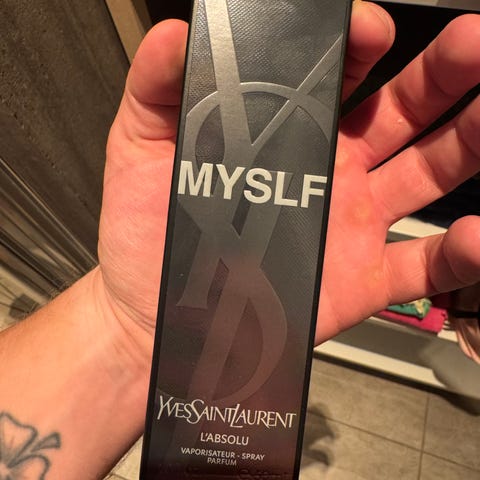 MYSLF
YVESSAINTLAURENT
L'ABSOLU
VAPORISATEUR - SPRAY
PARFUM